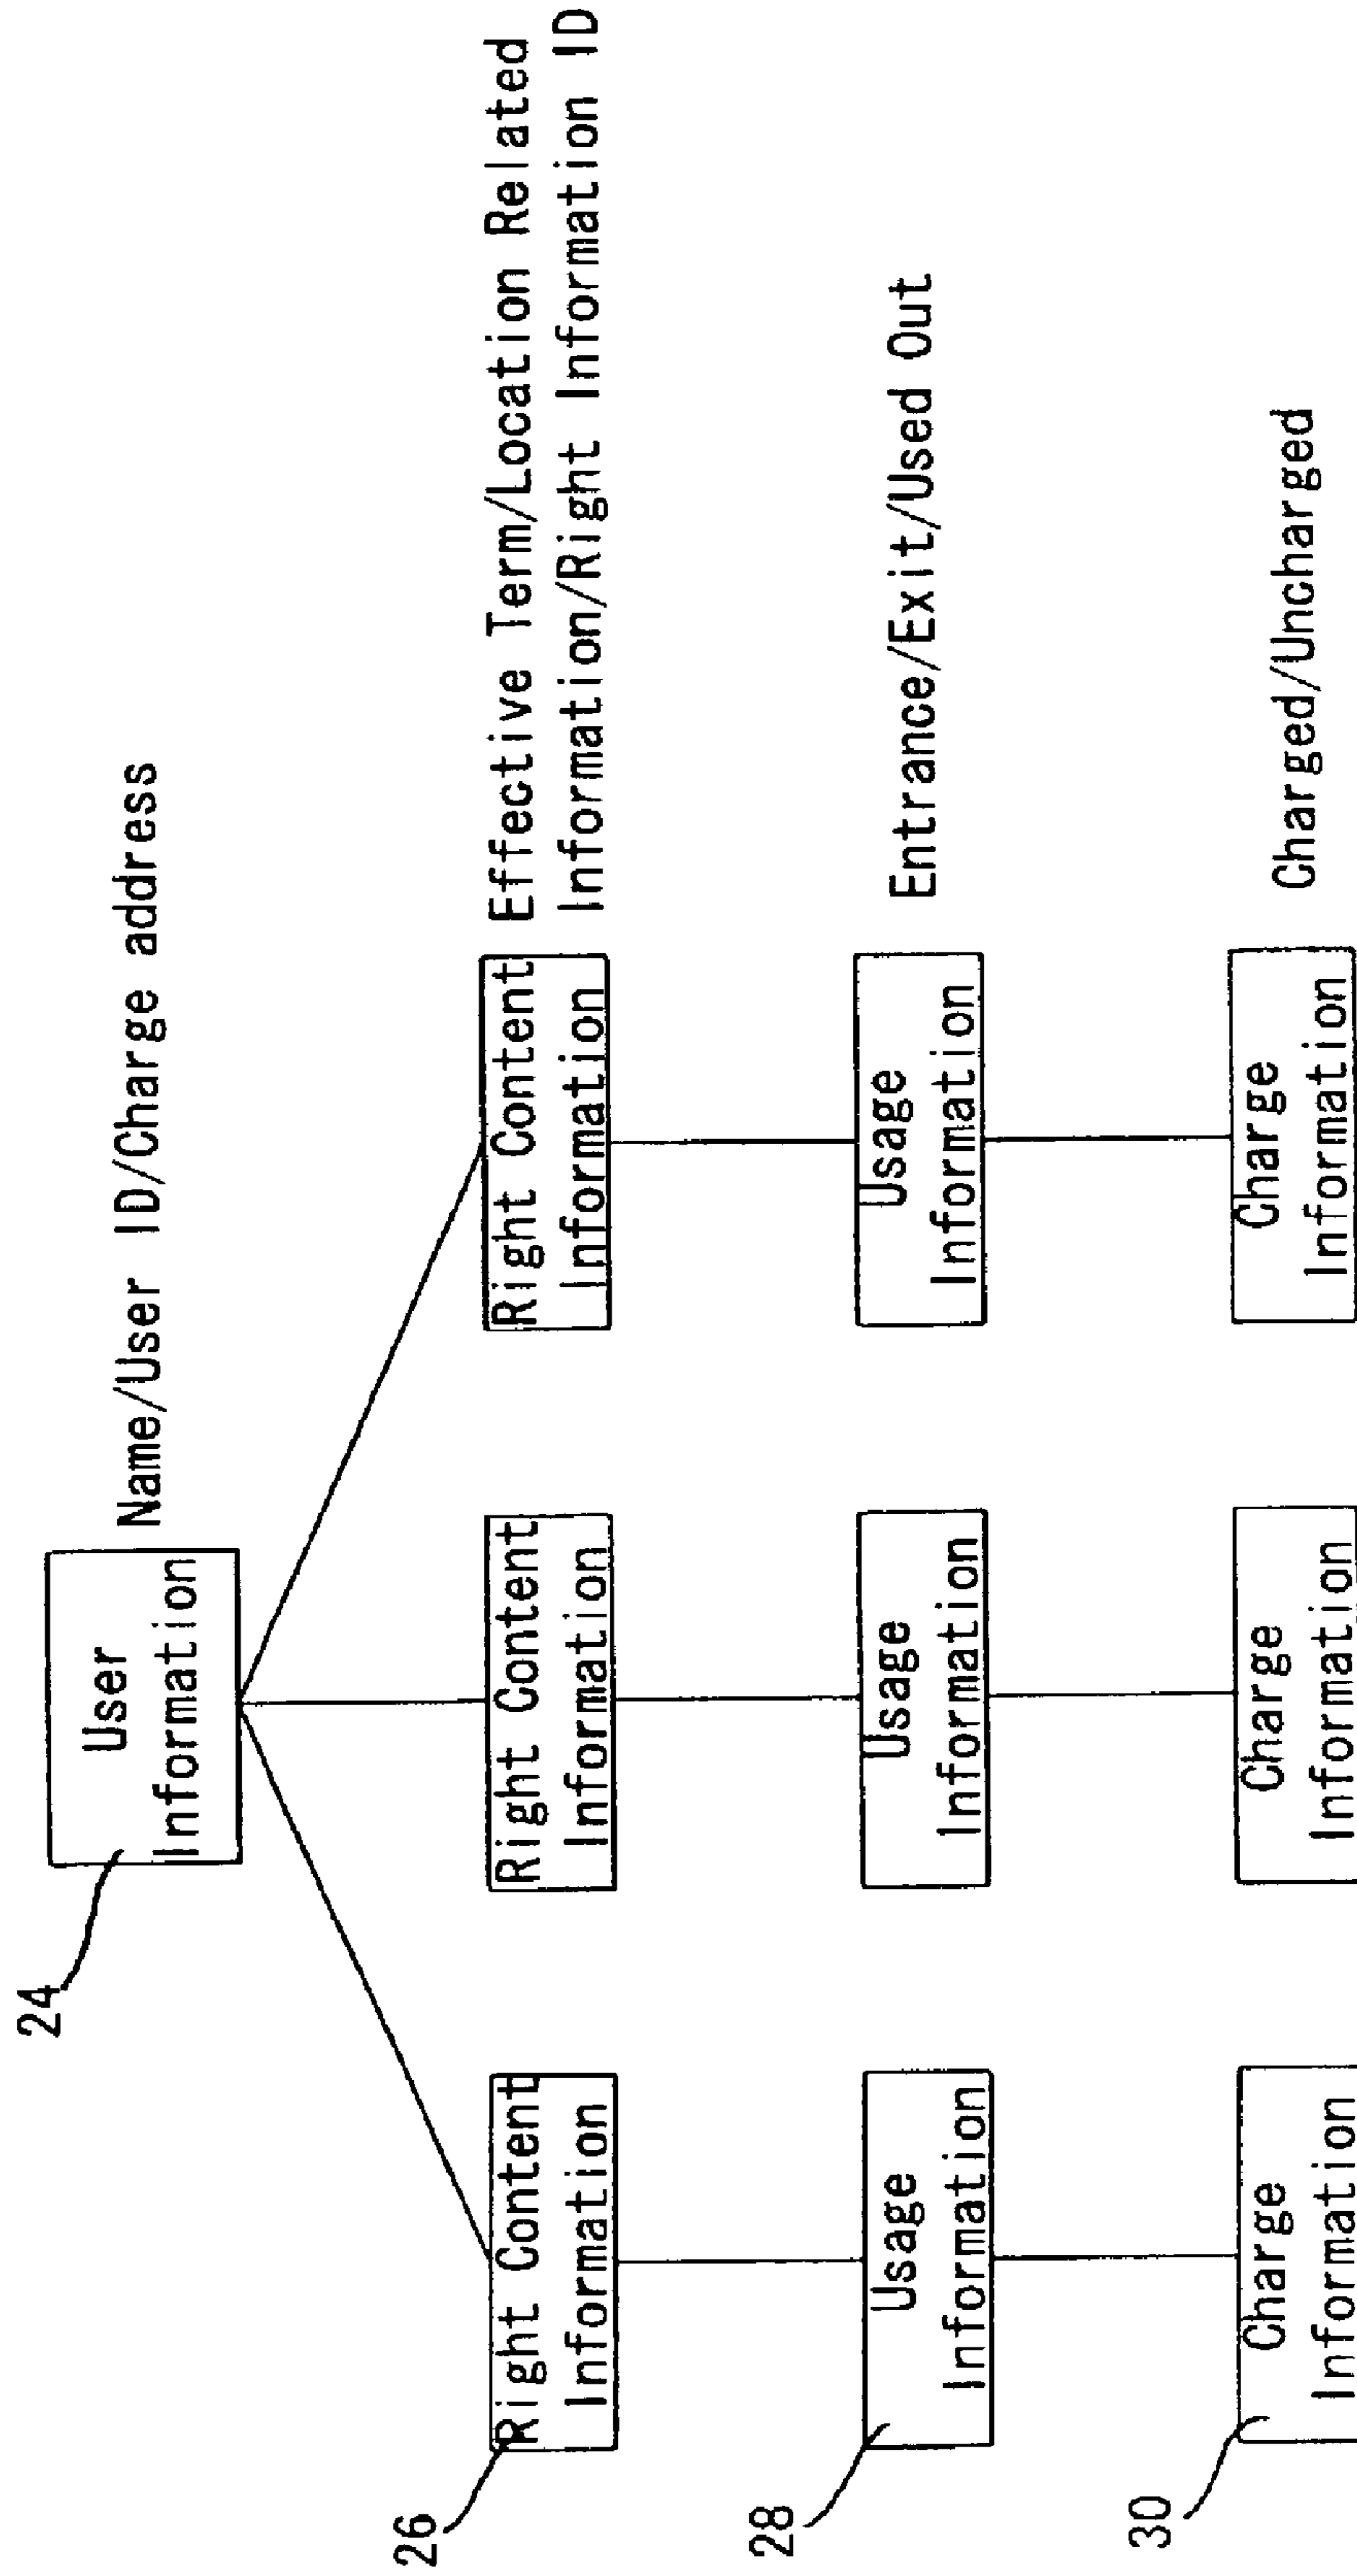 24
User
Information
Name/User ID/Charge address
26
Right Content
Information
Right Content
Information
Right Content
Information
Effective Term/Location Related
Information/Right Information ID
28
Usage
Information
Usage
Information
Usage
Information
Entrance/Exit/Used Out
30
Charge
Information
Charge
Information
Charge
Information
Charged/Uncharged